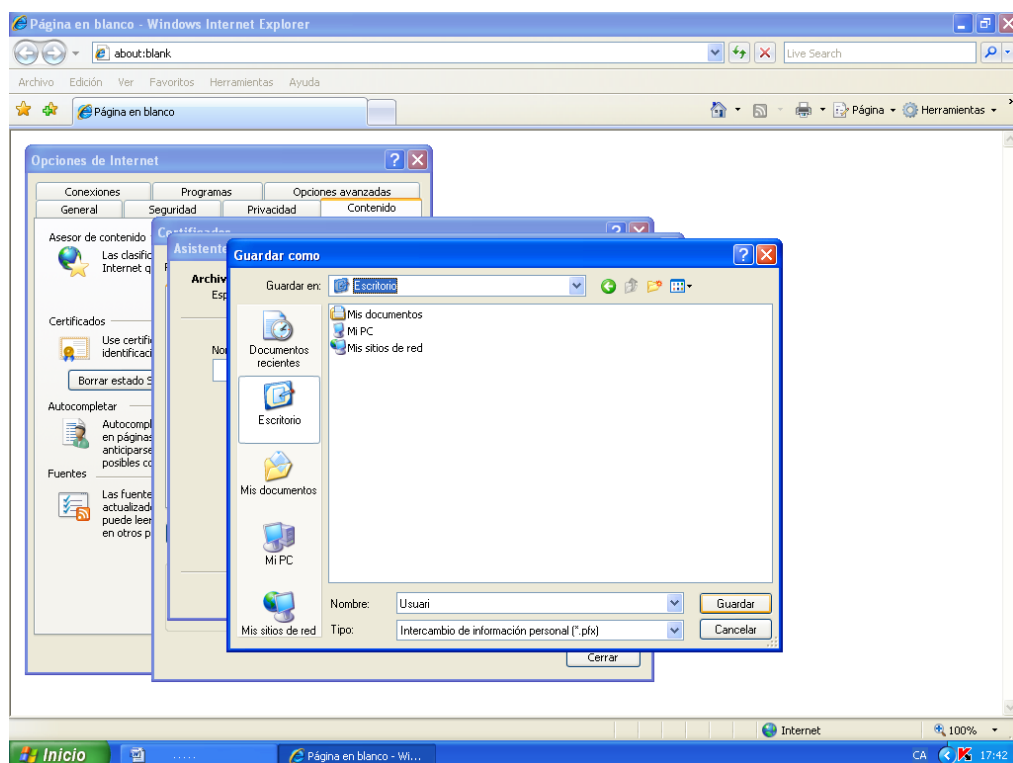 Página en blanco - Windows Internet Explorer
about:blank
Live Search
Archivo Edición Ver Favoritos Herramientas Ayuda
Página en blanco
Página
Herramientas
Opciones de Internet
Conexiones Programas Opciones avanzadas
General Seguridad Privacidad Contenido
Asesor de contenido
Las clasific
Internet q
Certificados
Use certifi
identificaci
Borrar estado S
Autocompletar
Autocompl
en páginas
anticiparse
posibles co
Fuentes
Las fuente
actualizad
puede leer
en otros p
Certificados
Asistente
Archiv
Esp
No
Guardar como
Guardar en: Escritorio
Documentos recientes
Escritorio
Mis documentos
Mi PC
Mis sitios de red
Mis documentos
Mi PC
Mis sitios de red
Nombre: Usuari
Guardar
Tipo: Intercambio de información personal (*.pfx)
Cancelar
Cerrar
Internet 100%
Inicio
.....
Página en blanco - Wi...
CA
17:42